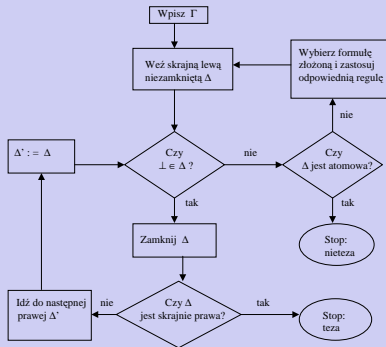 Wpisz Γ
Weź skrajną lewą
niezamkniętą Δ
Wybierz formułę
złożoną i zastosuj
odpowiednią regułę
nie
Δ' : = Δ
Czy
⊥ ∈ Δ ?
nie
Czy
Δ jest atomowa?
tak
tak
Zamknij Δ
Stop:
nieteza
Idź do następnej
prawej Δ'
nie
Czy Δ
jest skrajnie prawa?
tak
Stop:
teza